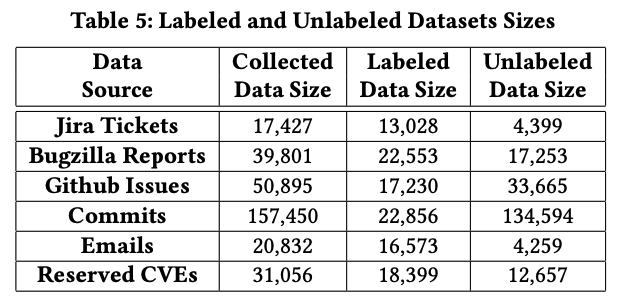 Table 5: Labeled and Unlabeled Datasets Sizes
Data Source Collected Data Size Labeled Data Size Unlabeled Data Size
Jira Tickets 17,427 13,028 4,399
Bugzilla Reports 39,801 22,553 17,253
Github Issues 50,895 17,230 33,665
Commits 157,450 22,856 134,594
Emails 20,832 16,573 4,259
Reserved CVEs 31,056 18,399 12,657